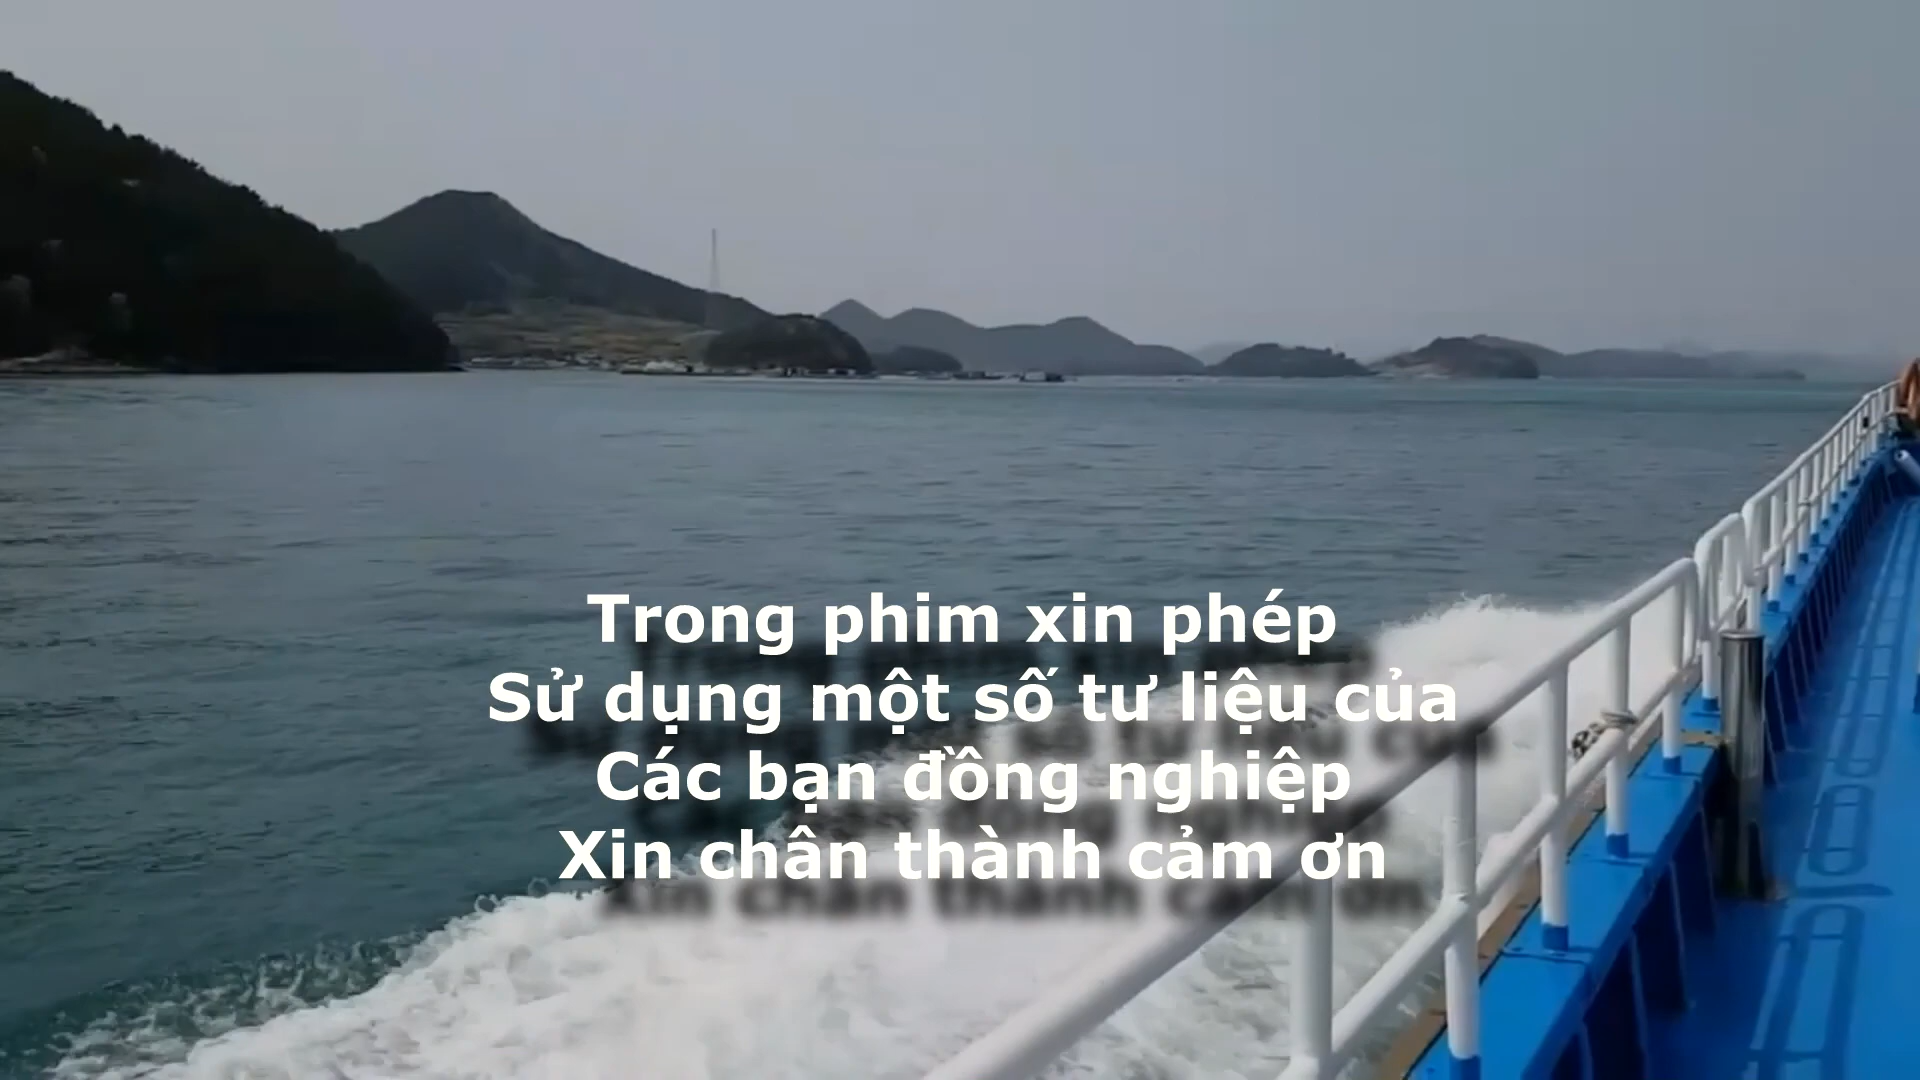 Trong phim xin phép
Sử dụng một số tư liệu của
Các bạn đồng nghiệp
Xin chân thành cảm ơn